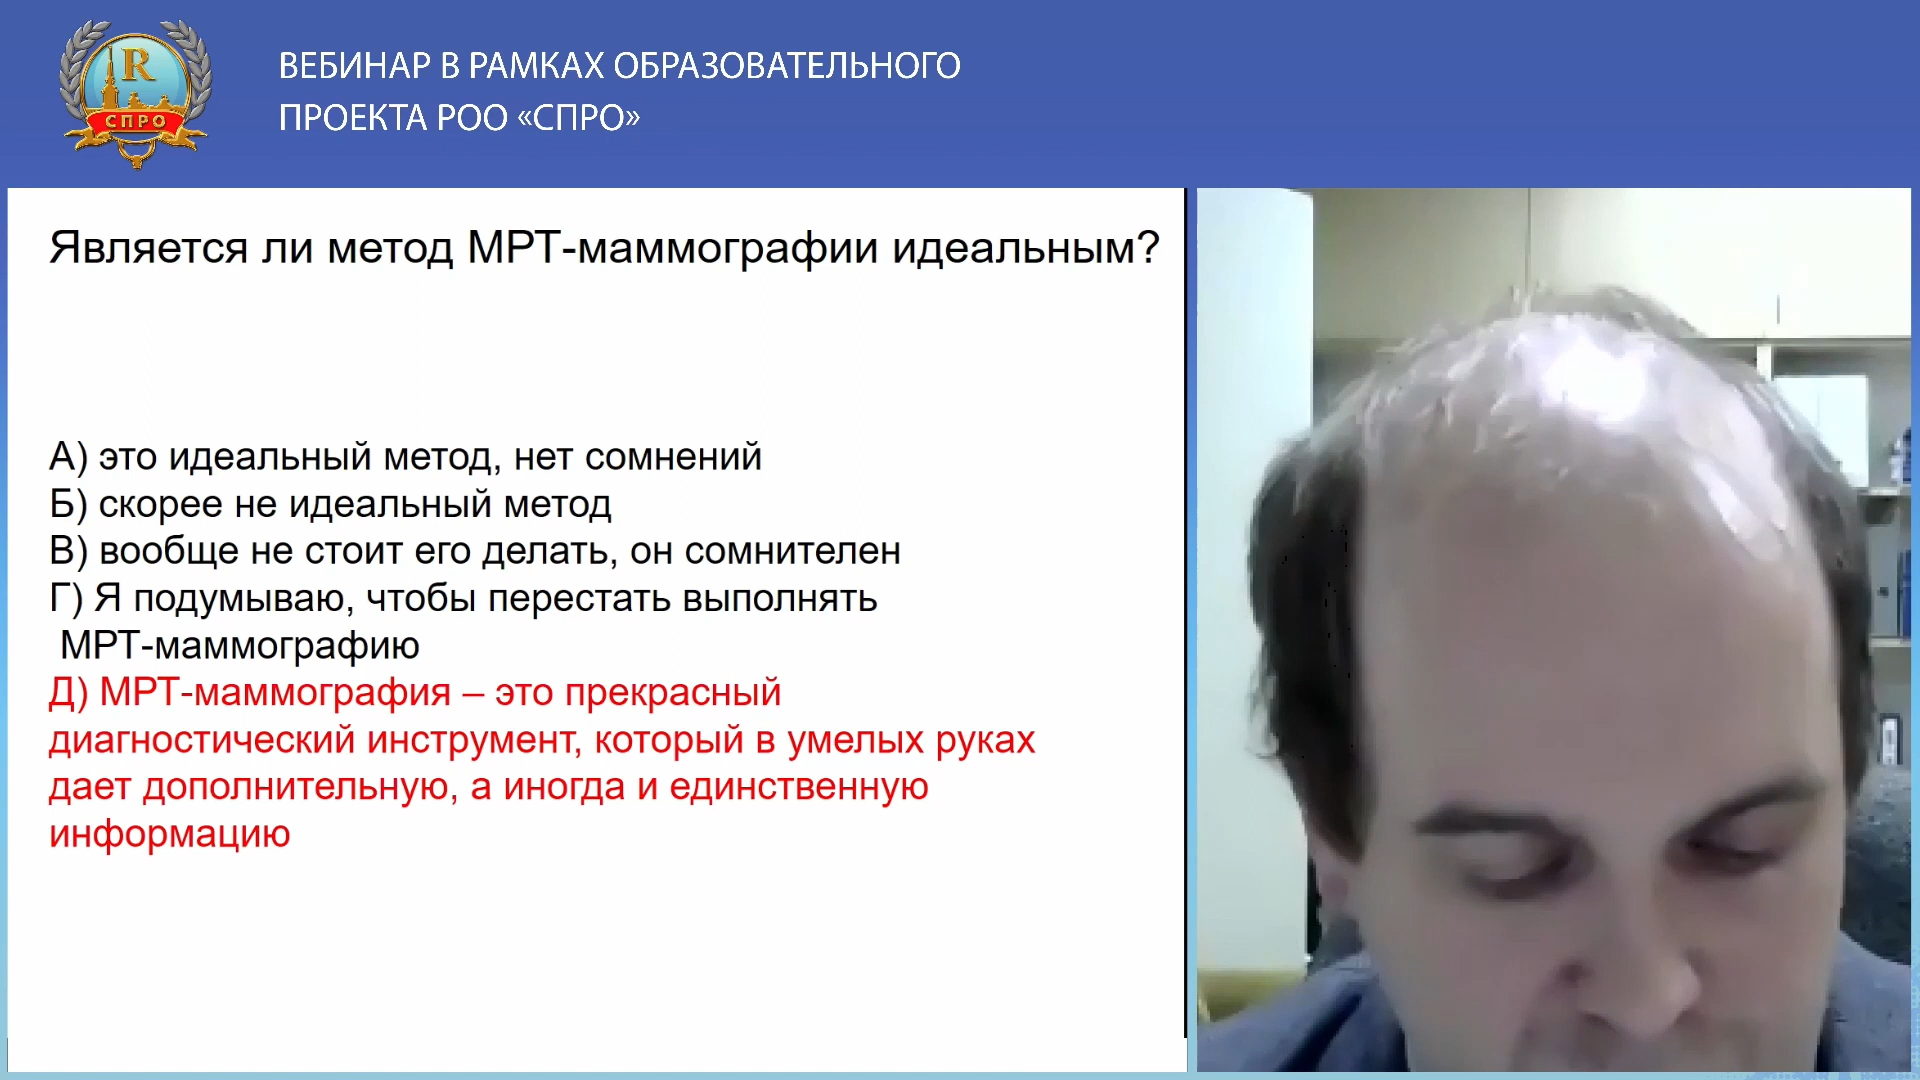 R
СПРО
ВЕБИНАР В РАМКАХ ОБРАЗОВАТЕЛЬНОГО
ПРОЕКТА РОО «СПРО»
Является ли метод МРТ-маммографии идеальным?
А) это идеальный метод, нет сомнений
Б) скорее не идеальный метод
В) вообще не стоит его делать, он сомнителен
Г) Я подумываю, чтобы перестать выполнять
МРТ-маммографию
Д) МРТ-маммография – это прекрасный
диагностический инструмент, который в умелых руках
дает дополнительную, а иногда и единственную
информацию